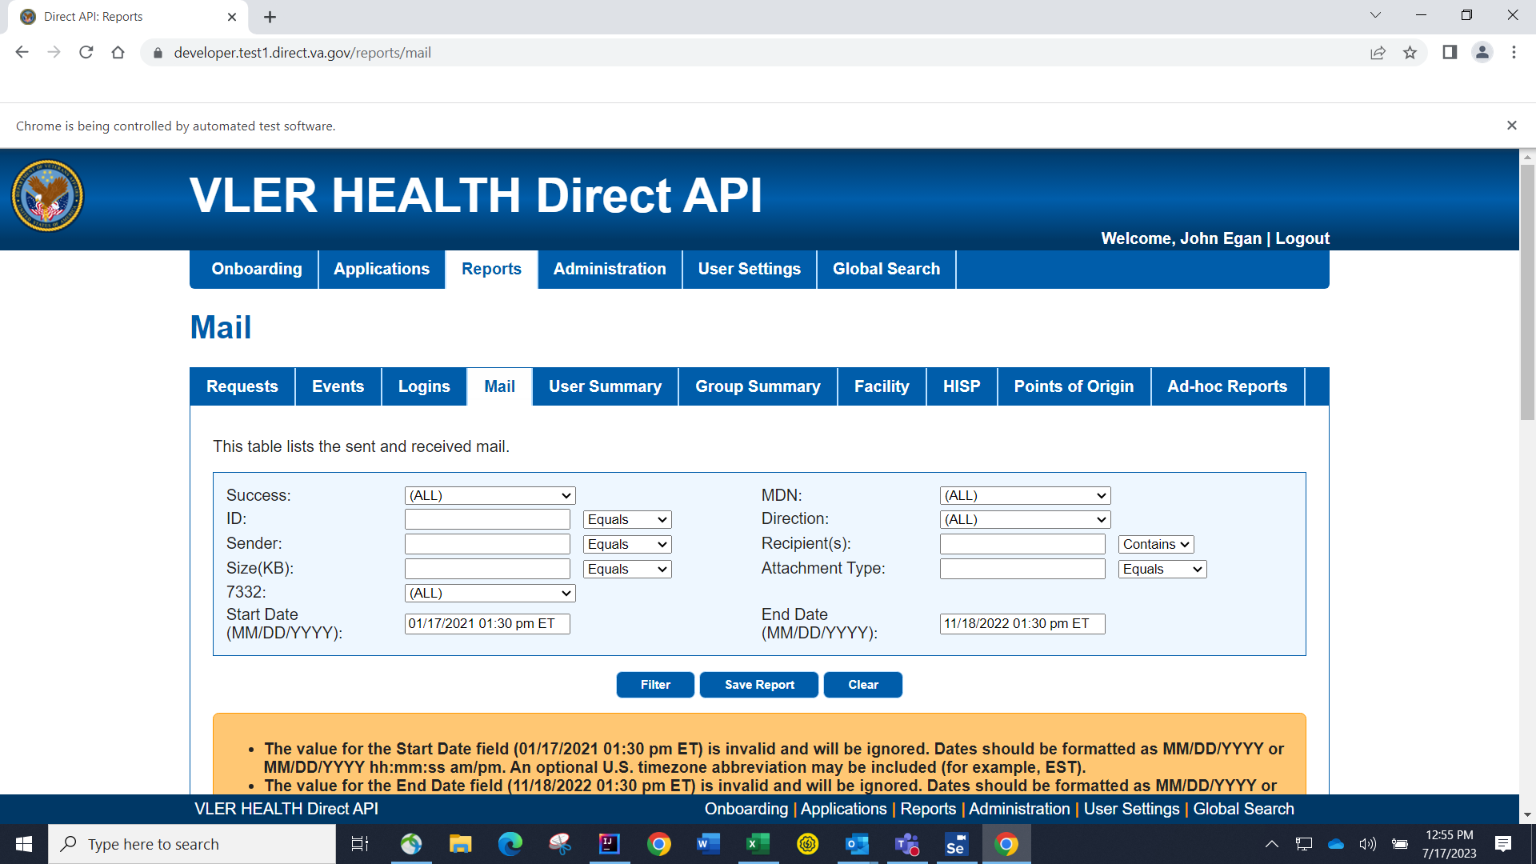 Direct API: Reports
developer.test1.direct.va.gov/reports/mail
Chrome is being controlled by automated test software.
VLER HEALTH Direct API
Welcome, John Egan | Logout
Onboarding Applications Reports Administration User Settings Global Search
Mail
Requests Events Logins Mail User Summary Group Summary Facility HISP Points of Origin Ad-hoc Reports
This table lists the sent and received mail.
Success: (ALL) MDN: (ALL)
ID: Equals Direction: (ALL)
Sender: Equals Recipient(s): Contains
Size(KB): Equals Attachment Type: Equals
7332: (ALL)
Start Date
(MM/DD/YYYY): 01/17/2021 01:30 pm ET
End Date
(MM/DD/YYYY): 11/18/2022 01:30 pm ET
Filter Save Report Clear
• The value for the Start Date field (01/17/2021 01:30 pm ET) is invalid and will be ignored. Dates should be formatted as MM/DD/YYYY or
MM/DD/YYYY hh:mm:ss am/pm. An optional U.S. timezone abbreviation may be included (for example, EST).
• The value for the End Date field (11/18/2022 01:30 pm ET) is invalid and will be ignored. Dates should be formatted as MM/DD/YYYY or
VLER HEALTH Direct API Onboarding | Applications | Reports | Administration | User Settings | Global Search
Type here to search
12:55 PM
7/17/2023